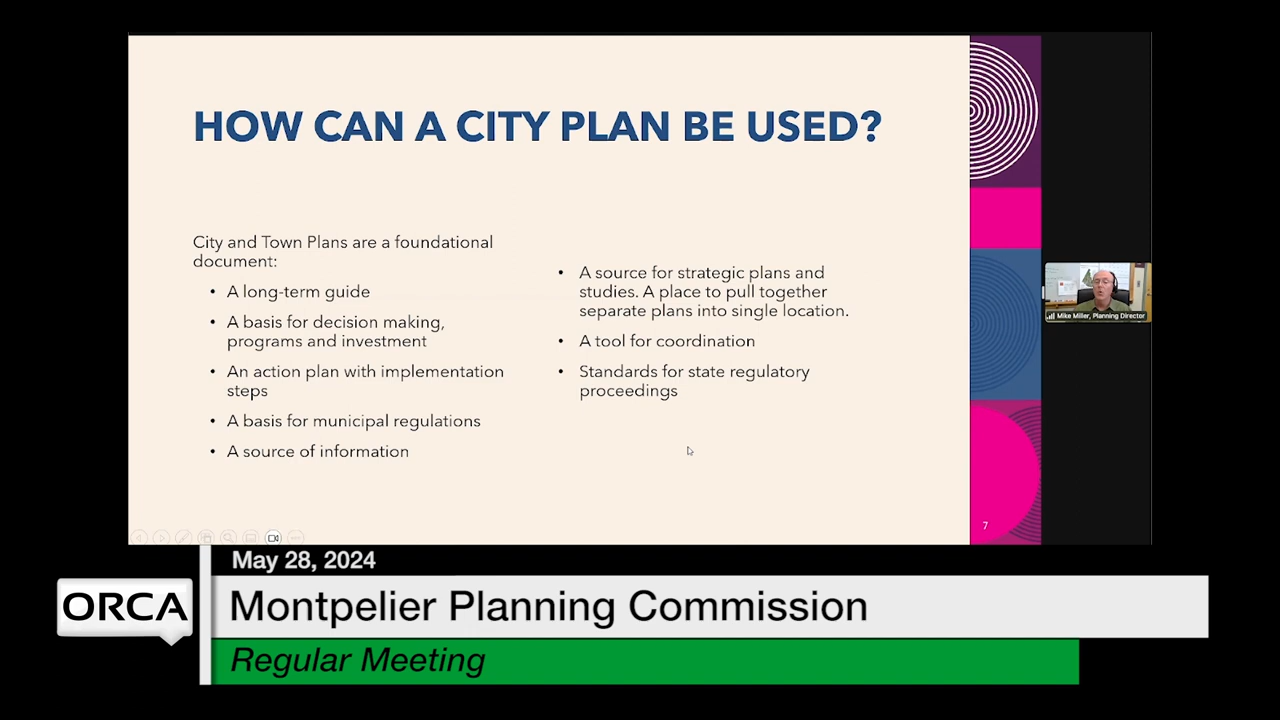 HOW CAN A CITY PLAN BE USED?
City and Town Plans are a foundational
document:
• A long-term guide
• A basis for decision making,
programs and investment
• An action plan with implementation
steps
• A basis for municipal regulations
• A source of information
• A source for strategic plans and
studies. A place to pull together
separate plans into single location.
• A tool for coordination
• Standards for state regulatory
proceedings
7
Mike Miller, Planning Director
May 28, 2024
ORCA
Montpelier Planning Commission
Regular Meeting